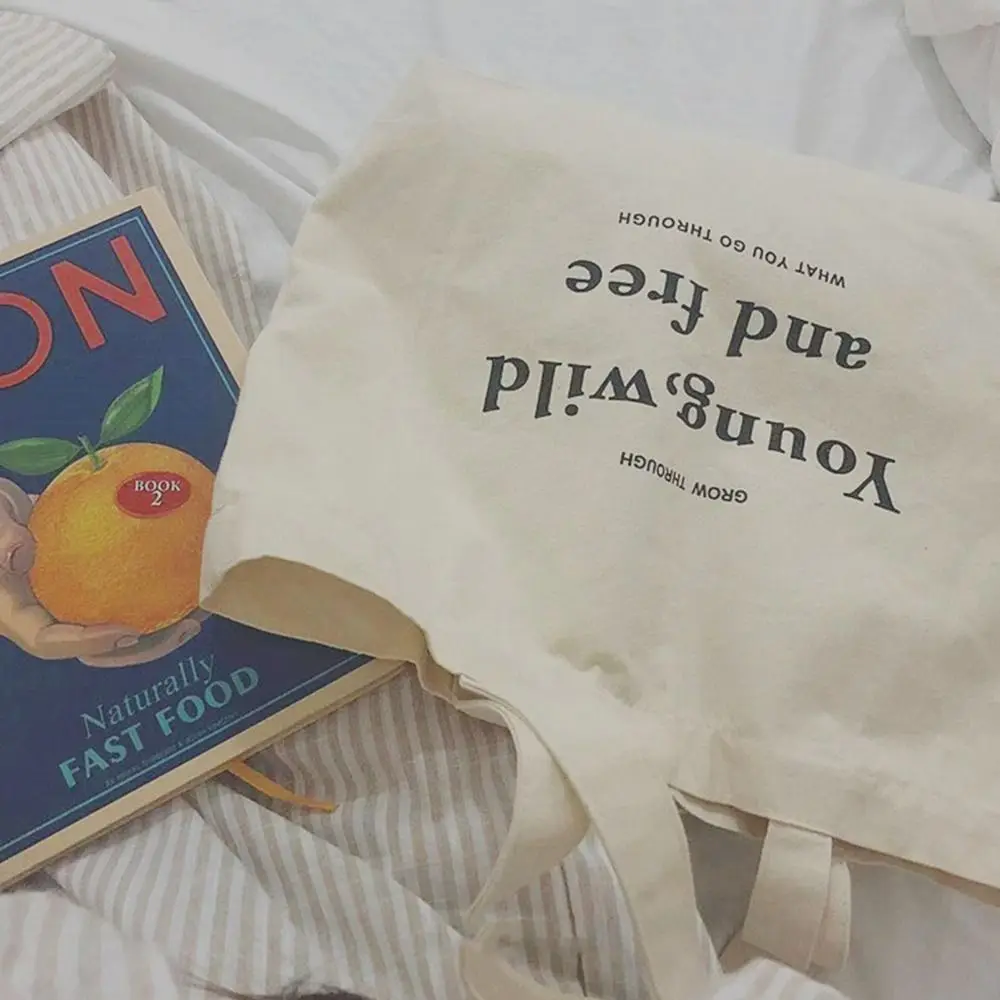 ON
BOOK
2
Naturally
FAST FOOD
GROW THROUGH
Young, wild
and free
WHAT YOU GO THROUGH